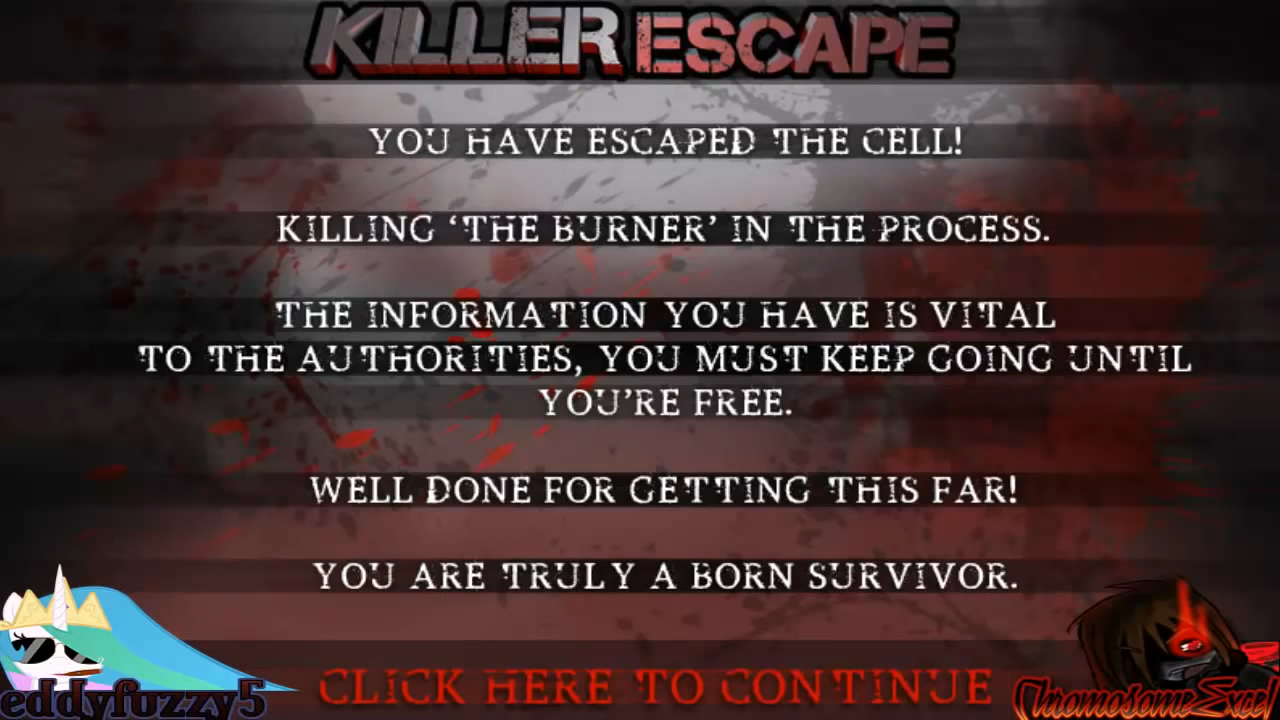 KILLER ESCAPE
YOU HAVE ESCAPED THE CELL!
KILLING ‘THE BURNER’ IN THE PROCESS.
THE INFORMATION YOU HAVE IS VITAL
TO THE AUTHORITIES, YOU MUST KEEP GOING UNTIL
YOU’RE FREE.
WELL DONE FOR GETTING THIS FAR!
YOU ARE TRULY A BORN SURVIVOR.
CLICK HERE TO CONTINUE
eddyfuzzy5
ChromosomeExcel